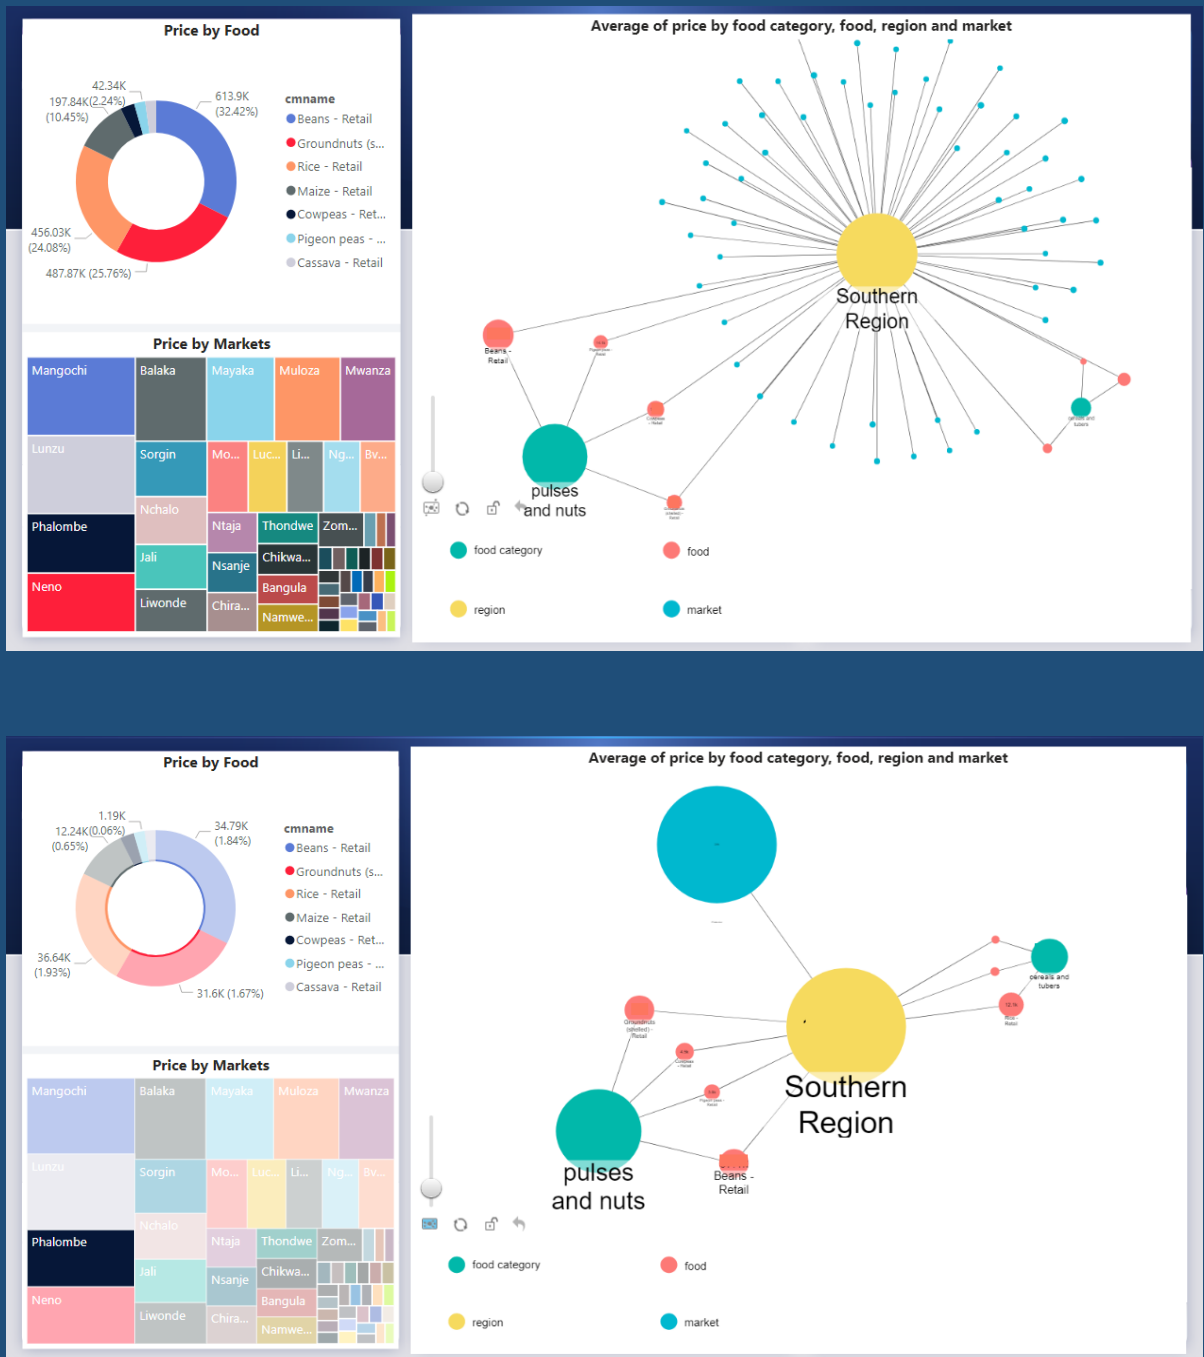 Price by Food
42.34K
(2.24%)
197.84K
(10.45%)
613.9K
(32.42%)
456.03K
(24.08%)
487.87K (25.76%)
cmname
Beans - Retail
Groundnuts (s...
Rice - Retail
Maize - Retail
Cowpeas - Ret...
Pigeon peas - ...
Cassava - Retail
Price by Markets
Mangochi
Balaka
Mayaka
Muloza
Mwanza
Lunzu
Sorgin
Mo...
Luc...
Li...
Ng...
Bv...
Nchalo
Phalombe
Ntaja
Thondwe
Zom...
Jali
Nsanje
Chikwa...
Neno
Bangula
Liwonde
Chira...
Namwe...
Average of price by food category, food, region and market
Southern
Region
Beans -
Retail
pulses
and nuts
cereals and
tubers
food category
food
region
market
Price by Food
1.19K
(0.06%)
12.24K
(0.65%)
34.79K
(1.84%)
36.64K
(1.93%)
31.6K (1.67%)
cmname
Beans - Retail
Groundnuts (s...
Rice - Retail
Maize - Retail
Cowpeas - Ret...
Pigeon peas - ...
Cassava - Retail
Price by Markets
Mangochi
Balaka
Mayaka
Muloza
Mwanza
Lunzu
Sorgin
Mo...
Luc...
Li...
Ng...
Bv...
Nchalo
Phalombe
Ntaja
Thondwe
Zom...
Jali
Nsanje
Chikwa...
Neno
Bangula
Liwonde
Chira...
Namwe...
Average of price by food category, food, region and market
cereals and
tubers
Rice -
Retail
Groundnuts
(shelled) -
Retail
Southern
Region
pulses
and nuts
Beans -
Retail
food category
food
region
market